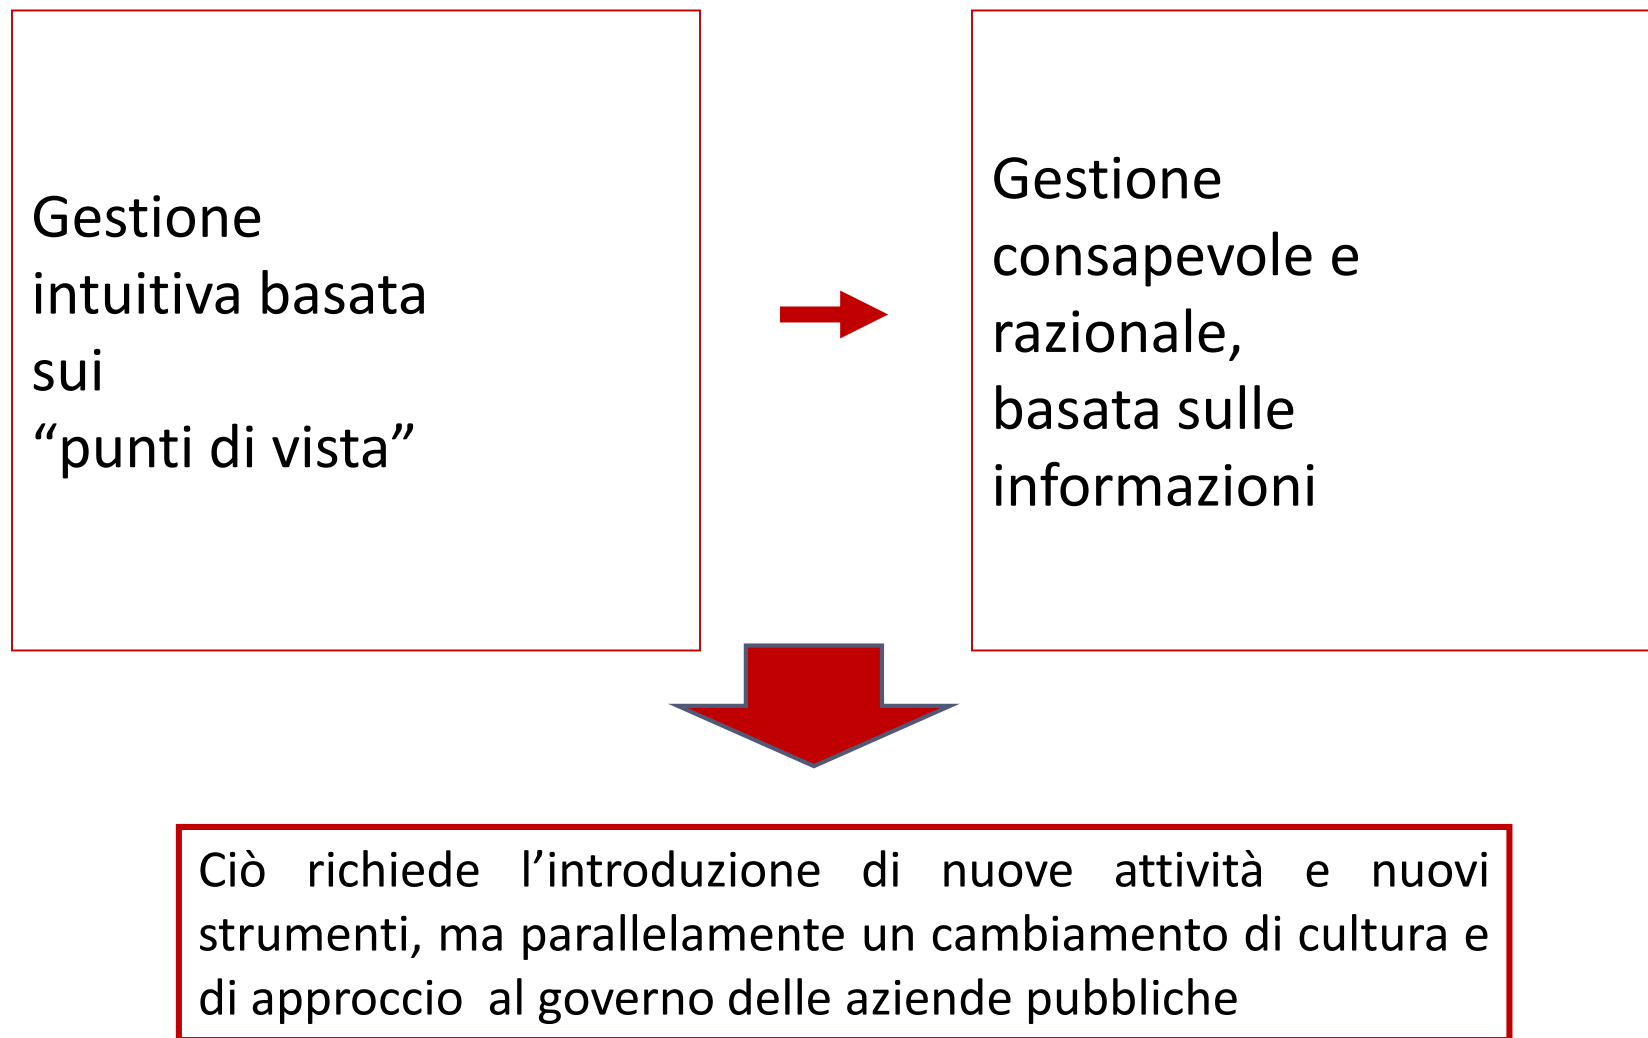 Gestione
intuitiva basata
sui
“punti di vista”
Gestione
consapevole e
razionale,
basata sulle
informazioni
Ciò richiede l’introduzione di nuove attività e nuovi
strumenti, ma parallelamente un cambiamento di cultura e
di approccio al governo delle aziende pubbliche